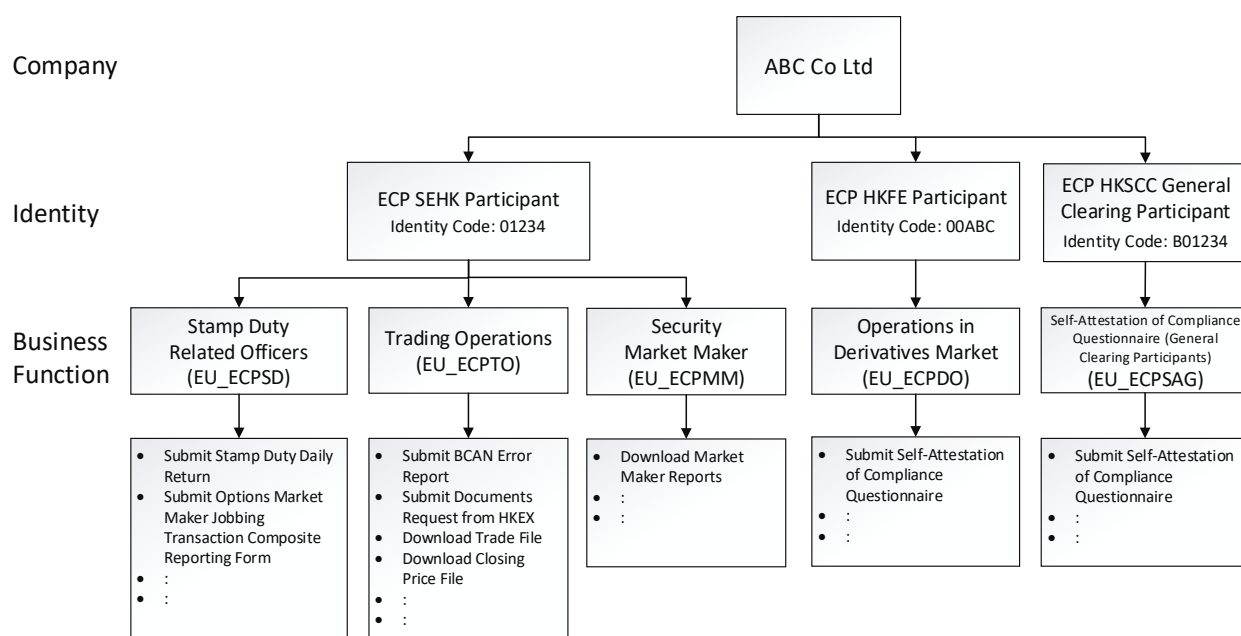 Company
ABC Co Ltd
Identity
ECP SEHK Participant
Identity Code: 01234
ECP HKFE Participant
Identity Code: 00ABC
ECP HKSCC General
Clearing Participant
Identity Code: B01234
Business
Function
Stamp Duty
Related Officers
(EU_ECPSD)
Trading Operations
(EU_ECPTO)
Security
Market Maker
(EU_ECPMM)
Operations in
Derivatives Market
(EU_ECPDO)
Self-Attestation of Compliance
Questionnaire (General
Clearing Participants)
(EU_ECPSAG)
• Submit Stamp Duty Daily
Return
• Submit Options Market
Maker Jobbing
Transaction Composite
Reporting Form
• :
• :
• Submit BCAN Error
Report
• Submit Documents
Request from HKEX
• Download Trade File
• Download Closing
Price File
• :
• :
• Download Market
Maker Reports
• :
• :
• Submit Self-Attestation
of Compliance
Questionnaire
• :
• :
• Submit Self-Attestation
of Compliance
Questionnaire
• :
• :